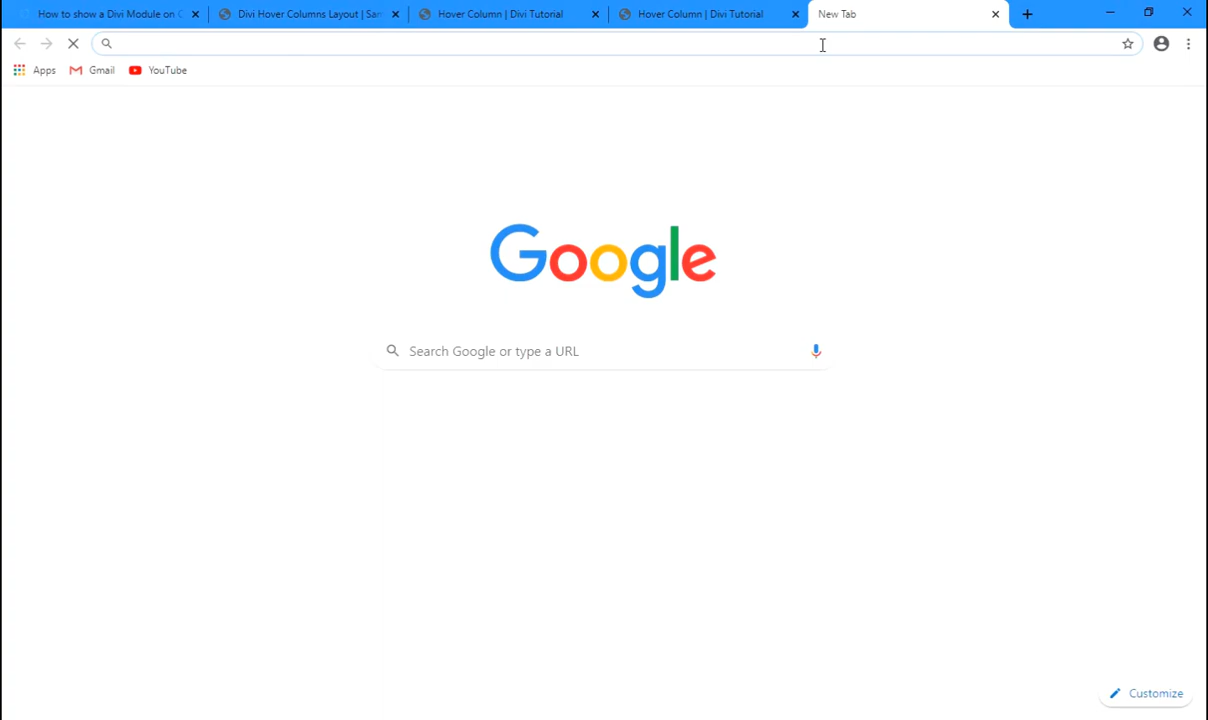 How to show a Divi Module on C
Divi Hover Columns Layout | San
Hover Column | Divi Tutorial
Hover Column | Divi Tutorial
New Tab
Apps
Gmail
YouTube
Google
Search Google or type a URL
Customize